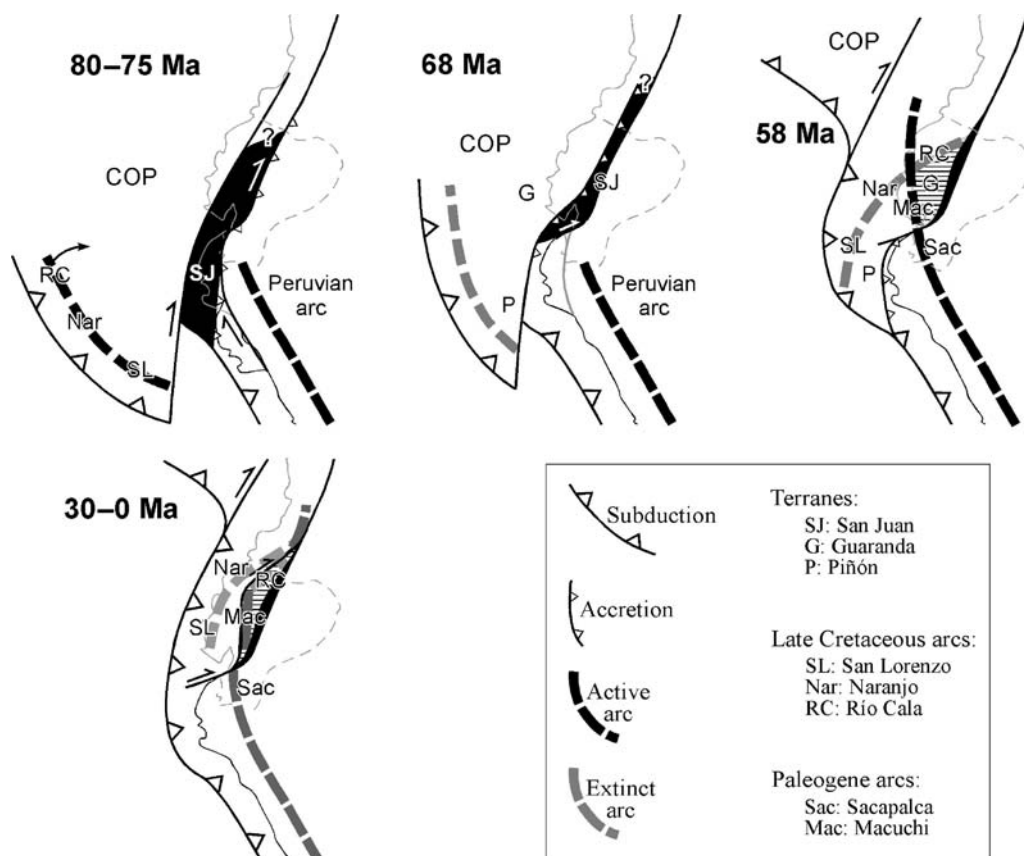 80–75 Ma
?
COP
SJ
RC
Nar
SL
Peruvian
arc
68 Ma
?
COP
G
SJ
P
Peruvian
arc
COP
58 Ma
RC
G
Nar
Mac
SL
Sac
P
30–0 Ma
Nar
RC
Mac
SL
Sac
Subduction
Accretion
Active
arc
Extinct
arc
Terranes:
SJ: San Juan
G: Guaranda
P: Piñón
Late Cretaceous arcs:
SL: San Lorenzo
Nar: Naranjo
RC: Río Cala
Paleogene arcs:
Sac: Sacapalca
Mac: Macuchi